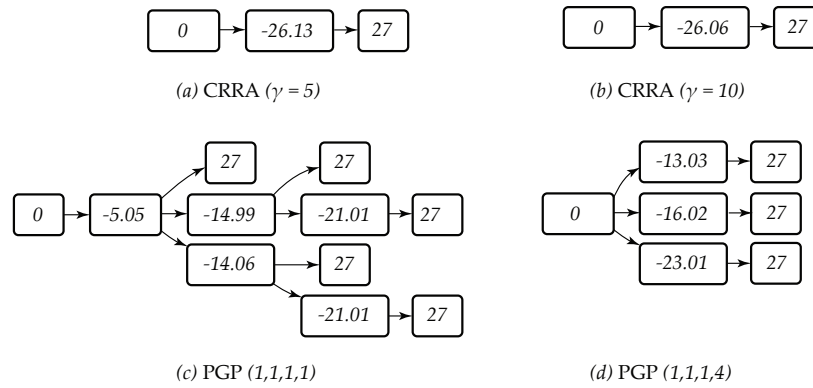 0 -26.13 27
(a) CRRA (γ = 5)
0 -26.06 27
(b) CRRA (γ = 10)
27 27
0 -5.05 -14.99 -21.01 27
-14.06 27
-21.01 27
(c) PGP (1,1,1,1)
-13.03 27
0 -16.02 27
-23.01 27
(d) PGP (1,1,1,4)